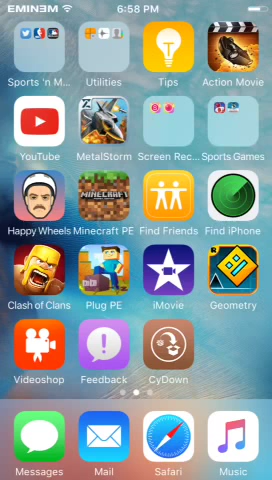 EMINƎM 6:58 PM
Sports 'n M... Utilities Tips Action Movie
YouTube MetalStorm Screen Rec... Sports Games
MINECRAFT
Happy Wheels Minecraft PE Find Friends Find iPhone
Clash of Clans Plug PE iMovie Geometry
Videoshop Feedback CyDown
Messages Mail Safari Music